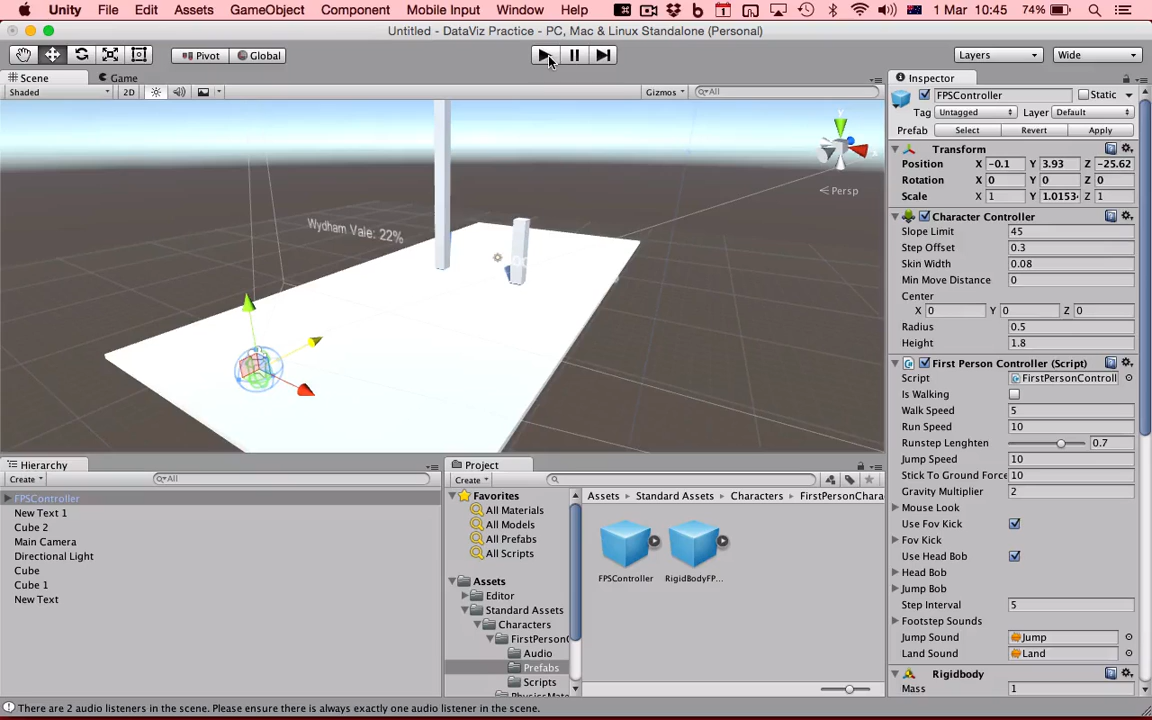 Unity File Edit Assets GameObject Component Mobile Input Window Help 1 1 Mar 10:45 74%
Untitled - DataViz Practice - PC, Mac & Linux Standalone (Personal)
Pivot Global Layers Wide
Scene Game
Shaded 2D Gizmos All
Wydham Vale: 22%
Persp
Inspector
FPSController Static
Tag Untagged Layer Default
Prefab Select Revert Apply
Transform
Position X -0.1 Y 3.93 Z -25.62
Rotation X 0 Y 0 Z 0
Scale X 1 Y 1.0153 Z 1
Character Controller
Slope Limit 45
Step Offset 0.3
Skin Width 0.08
Min Move Distance 0
Center
X 0 Y 0 Z 0
Radius 0.5
Height 1.8
First Person Controller (Script)
Script FirstPersonControll
Is Walking
Walk Speed 5
Run Speed 10
Runstep Lenghten 0.7
Jump Speed 10
Stick To Ground Force 10
Gravity Multiplier 2
Mouse Look
Use Fov Kick
Fov Kick
Use Head Bob
Head Bob
Jump Bob
Step Interval 5
Footstep Sounds
Jump Sound Jump
Land Sound Land
Rigidbody
Mass 1
Hierarchy
Create All
FPSController
New Text 1
Cube 2
Main Camera
Directional Light
Cube
Cube 1
New Text
Project
Create
Favorites
All Materials
All Models
All Prefabs
All Scripts
Assets
Editor
Standard Assets
Characters
FirstPersonC
Audio
Prefabs
Scripts
PhysicsMate
Assets Standard Assets Characters FirstPersonChara
FPSController RigidBodyFP...
There are 2 audio listeners in the scene. Please ensure there is always exactly one audio listener in the scene.